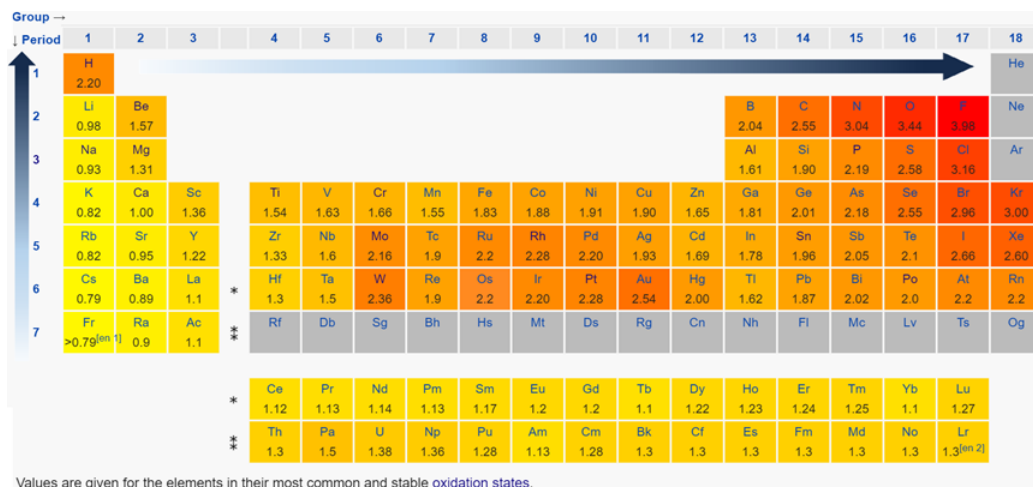 Group →
↓ Period 1 2 3 4 5 6 7 8 9 10 11 12 13 14 15 16 17 18
1 H He
2.20
2 Li Be B C N O F Ne
0.98 1.57 2.04 2.55 3.04 3.44 3.98
3 Na Mg Al Si P S Cl Ar
0.93 1.31 1.61 1.90 2.19 2.58 3.16
4 K Ca Sc Ti V Cr Mn Fe Co Ni Cu Zn Ga Ge As Se Br Kr
0.82 1.00 1.36 1.54 1.63 1.66 1.55 1.83 1.88 1.91 1.90 1.65 1.81 2.01 2.18 2.55 2.96 3.00
5 Rb Sr Y Zr Nb Mo Tc Ru Rh Pd Ag Cd In Sn Sb Te I Xe
0.82 0.95 1.22 1.33 1.6 2.16 1.9 2.2 2.28 2.20 1.93 1.69 1.78 1.96 2.05 2.1 2.66 2.60
6 Cs Ba La * Hf Ta W Re Os Ir Pt Au Hg Tl Pb Bi Po At Rn
0.79 0.89 1.1 1.3 1.5 2.36 1.9 2.2 2.20 2.28 2.54 2.00 1.62 1.87 2.02 2.0 2.2 2.2
7 Fr Ra Ac ** Rf Db Sg Bh Hs Mt Ds Rg Cn Nh Fl Mc Lv Ts Og
>0.79[en 1] 0.9 1.1
* Ce Pr Nd Pm Sm Eu Gd Tb Dy Ho Er Tm Yb Lu
1.12 1.13 1.14 1.13 1.17 1.2 1.2 1.1 1.22 1.23 1.24 1.25 1.1 1.27
** Th Pa U Np Pu Am Cm Bk Cf Es Fm Md No Lr
1.3 1.5 1.38 1.36 1.28 1.13 1.28 1.3 1.3 1.3 1.3 1.3 1.3 1.3[en 2]
Values are given for the elements in their most common and stable oxidation states.